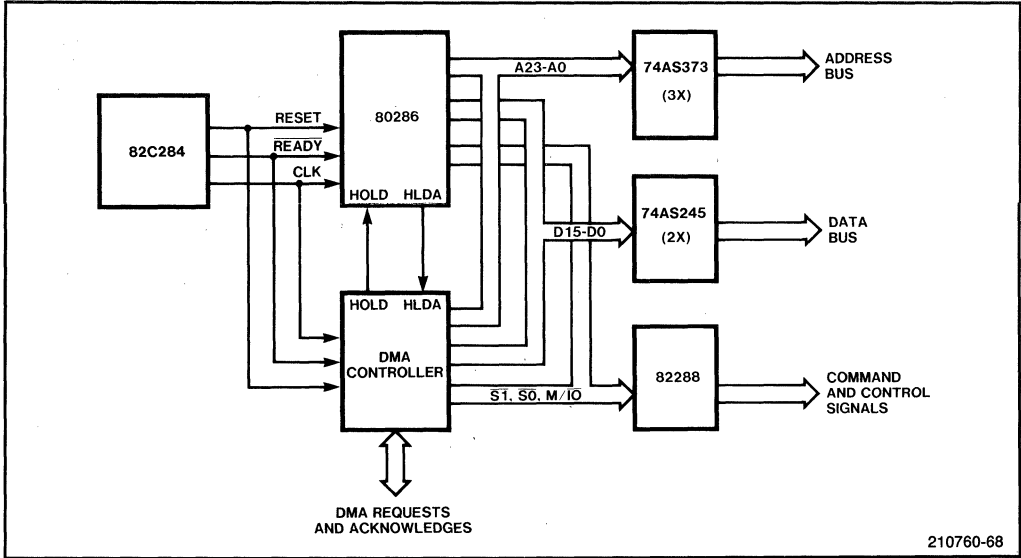 82C284
RESET
READY
CLK
80286
HOLD HLDA
A23-A0
74AS373
(3X)
ADDRESS
BUS
D15-D0
74AS245
(2X)
DATA
BUS
HOLD HLDA
DMA
CONTROLLER
S1, S0, M/IO
82288
COMMAND
AND CONTROL
SIGNALS
DMA REQUESTS
AND ACKNOWLEDGES
210760-68